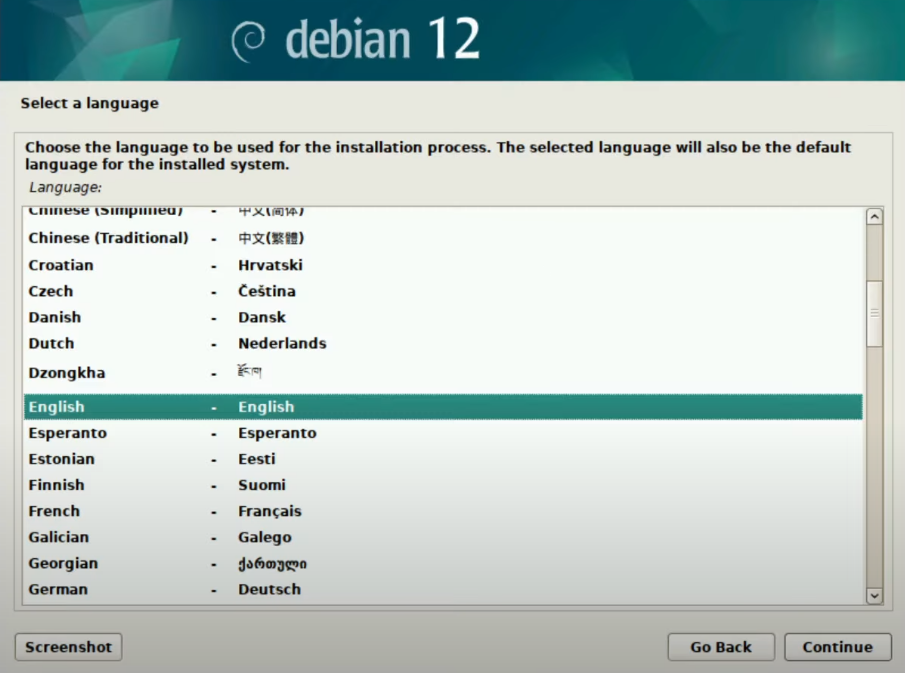 debian 12
Select a language
Choose the language to be used for the installation process. The selected language will also be the default
language for the installed system.
Language:
Chinese (Simplified) - 中文(简体)
Chinese (Traditional) - 中文(繁體)
Croatian - Hrvatski
Czech - Čeština
Danish - Dansk
Dutch - Nederlands
Dzongkha - རྫོང་ཁ།
English - English
Esperanto - Esperanto
Estonian - Eesti
Finnish - Suomi
French - Français
Galician - Galego
Georgian - ქართული
German - Deutsch
Screenshot Go Back Continue